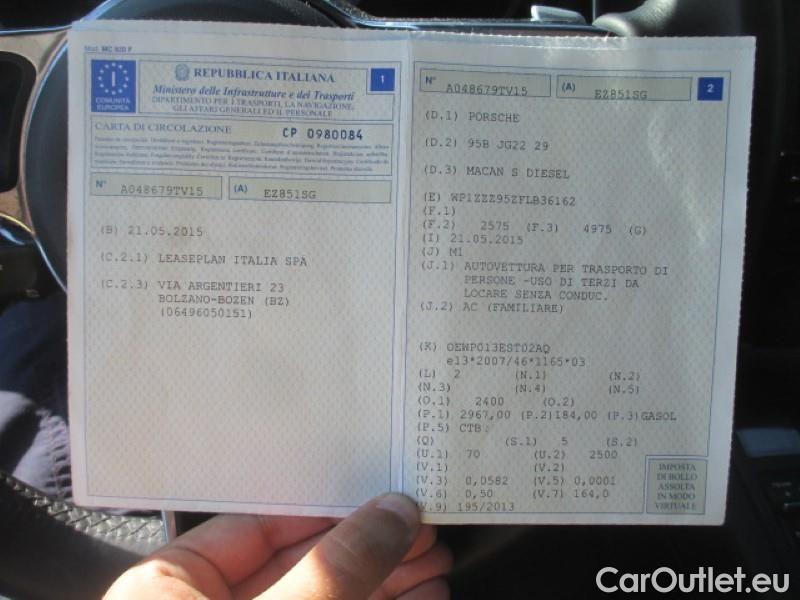 Mod. MC 820 F
REPUBBLICA ITALIANA
1
Ministero delle Infrastrutture e dei Trasporti
DIPARTIMENTO PER I TRASPORTI, LA NAVIGAZIONE,
GLI AFFARI GENERALI ED IL PERSONALE
I
COMUNITÀ
EUROPEA
CARTA DI CIRCOLAZIONE
CP 0980084
N° A048679TV15 (A) EZ851SG
(B) 21.05.2015
(C.2.1) LEASEPLAN ITALIA SPA
(C.2.3) VIA ARGENTIERI 23
BOLZANO-BOZEN (BZ)
(06496050151)
N° A048679TV15 (A) EZ851SG 2
(D.1) PORSCHE
(D.2) 95B JG22 29
(D.3) MACAN S DIESEL
(E) WP1ZZZ95ZFLB36162
(F.1)
(F.2) 2575 (F.3) 4975 (G)
(I) 21.05.2015
(J) M1
(J.1) AUTOVETTURA PER TRASPORTO DI
PERSONE -USO DI TERZI DA
LOCARE SENZA CONDUC.
(J.2) AC (FAMILIARE)
(K) OEWP013EST02AQ
e13*2007/46*1165*03
(L) 2 (N.1) (N.2)
(N.3) (N.4) (N.5)
(O.1) 2400 (O.2)
(P.1) 2967,00 (P.2)184,00 (P.3)GASOL
(P.5) CTB
(Q) (S.1) 5 (S.2)
(U.1) 70 (U.2) 2500
(V.1) (V.2)
(V.3) 0,0582 (V.5) 0,0001
(V.6) 0,50 (V.7) 164,0
(V.9) 195/2013
IMPOSTA
DI BOLLO
ASSOLTA
IN MODO
VIRTUALE
CarOutlet.eu